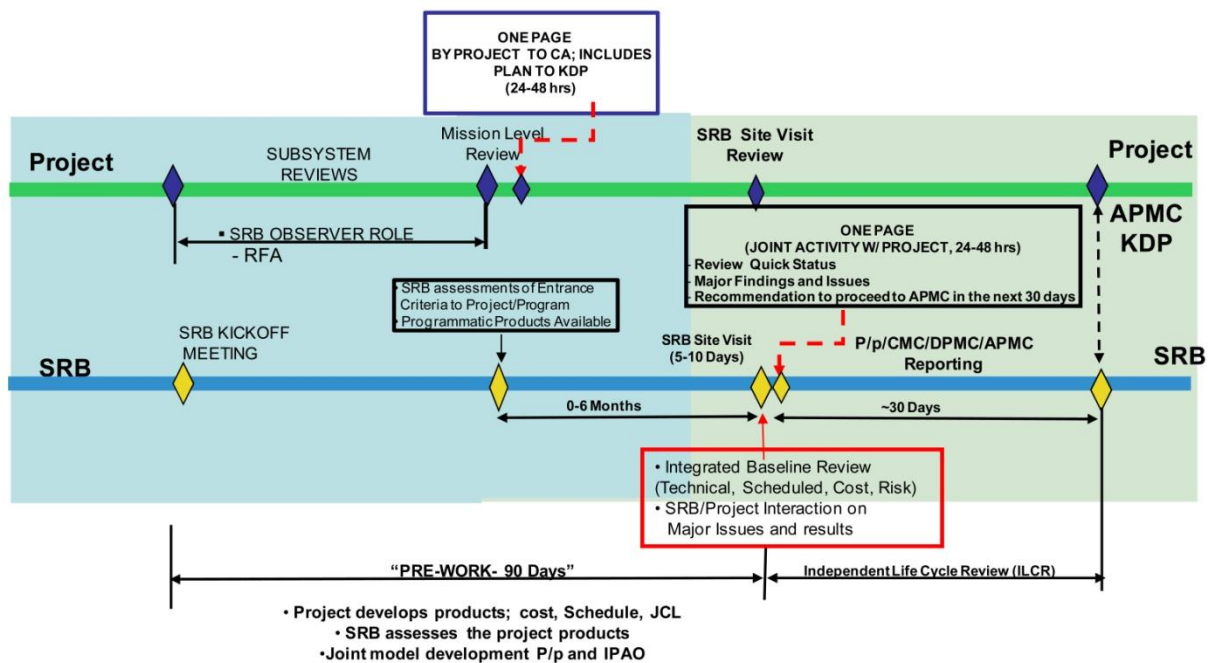 ONE PAGE
BY PROJECT TO CA; INCLUDES
PLAN TO KDP
(24-48 hrs)
Project
SUBSYSTEM
REVIEWS
Mission Level
Review
SRB Site Visit
Review
Project
APMC
KDP
▪ SRB OBSERVER ROLE
- RFA
ONE PAGE
(JOINT ACTIVITY W/ PROJECT, 24-48 hrs)
- Review Quick Status
- Major Findings and Issues
- Recommendation to proceed to APMC in the next 30 days
• SRB assessments of Entrance
Criteria to Project/Program
• Programmatic Products Available
SRB KICKOFF
MEETING
SRB
SRB Site Visit
(5-10 Days)
P/p/CMC/DPMC/APMC
Reporting
SRB
0-6 Months
~30 Days
• Integrated Baseline Review
(Technical, Scheduled, Cost, Risk)
• SRB/Project Interaction on
Major Issues and results
“PRE-WORK- 90 Days”
Independent Life Cycle Review (ILCR)
• Project develops products; cost, Schedule, JCL
• SRB assesses the project products
•Joint model development P/p and IPAO